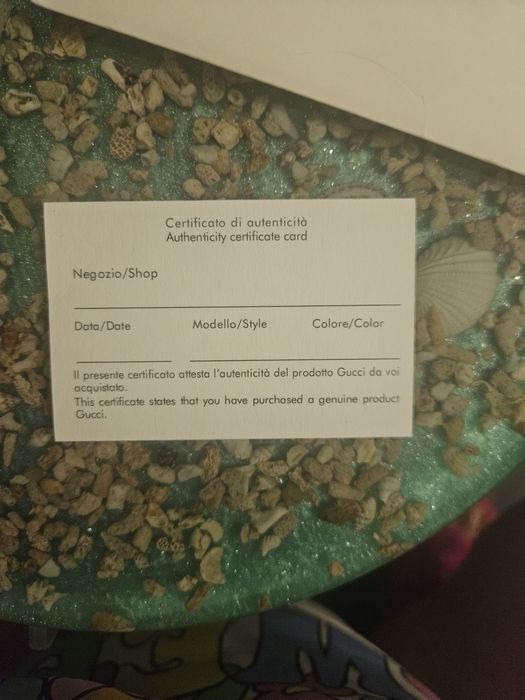 Certificato di autenticità
Authenticity certificate card
Negozio/Shop
Data/Date Modello/Style Colore/Color
Il presente certificato attesta l'autenticità del prodotto Gucci da voi
acquistato.
This certificate states that you have purchased a genuine product
Gucci.